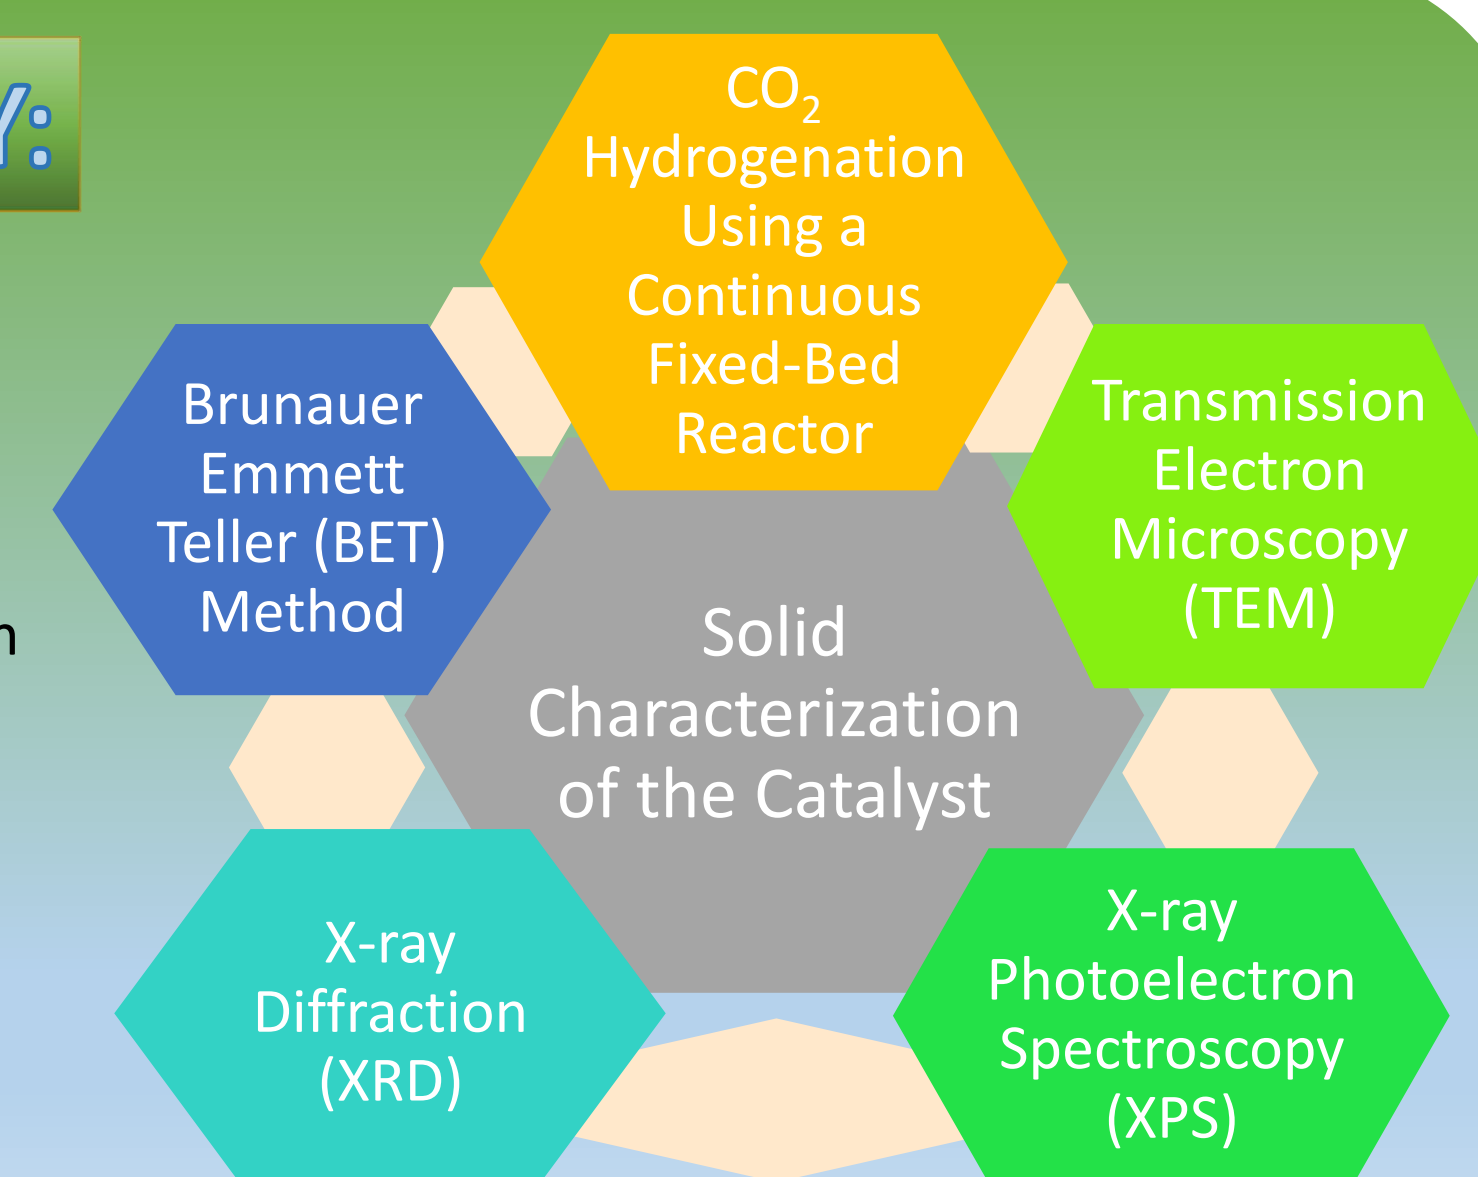 Y:
CO₂
Hydrogenation
Using a
Continuous
Fixed-Bed
Reactor
Brunauer
Emmett
Teller (BET)
Method
Transmission
Electron
Microscopy
(TEM)
n
Solid
Characterization
of the Catalyst
X-ray
Diffraction
(XRD)
X-ray
Photoelectron
Spectroscopy
(XPS)